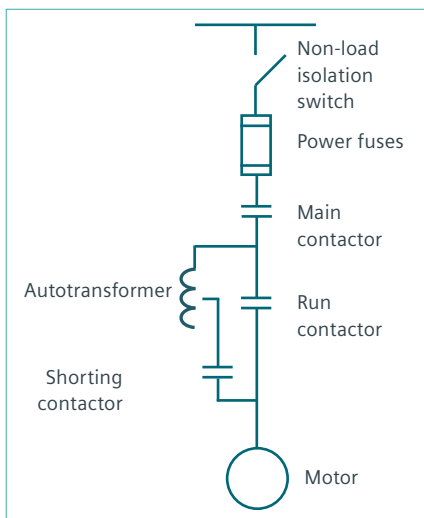 Non-load
isolation
switch
Power fuses
Main
contactor
Autotransformer
Run
contactor
Shorting
contactor
Motor